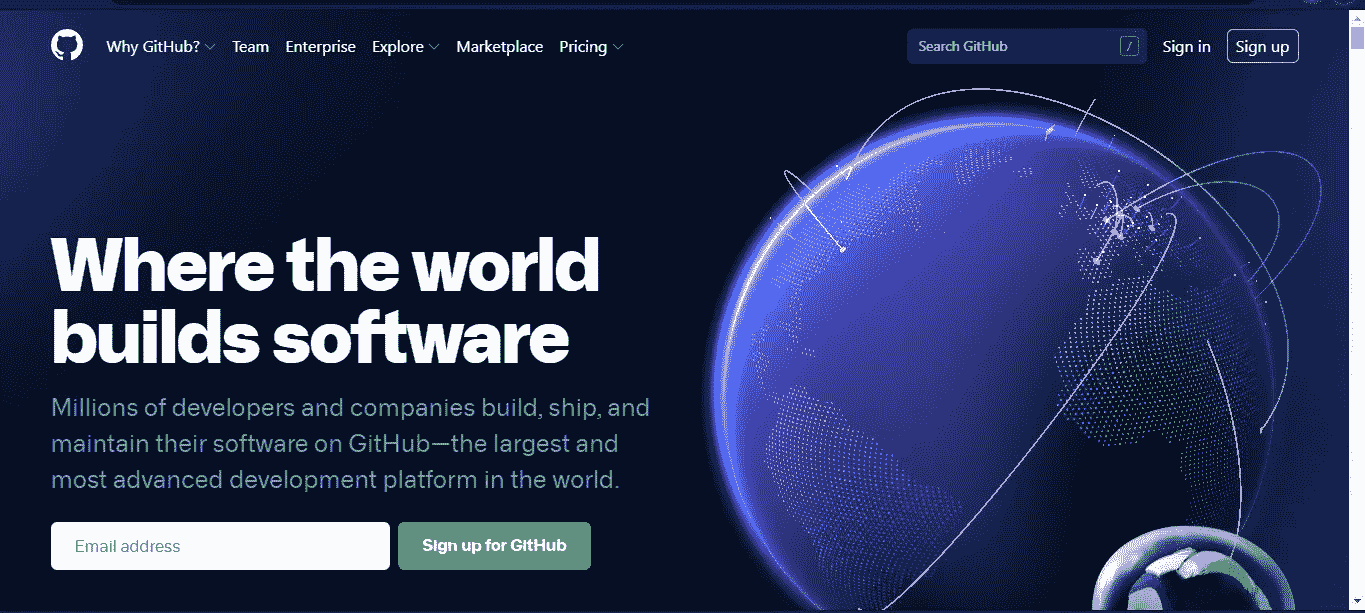 Why GitHub? Team Enterprise Explore Marketplace Pricing Search GitHub / Sign in Sign up
Where the world
builds software
Millions of developers and companies build, ship, and
maintain their software on GitHub—the largest and
most advanced development platform in the world.
Email address Sign up for GitHub